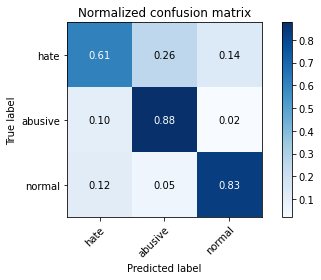 Normalized confusion matrix
True label
hate 0.61 0.26 0.14
abusive 0.10 0.88 0.02
normal 0.12 0.05 0.83
hate abusive normal
Predicted label
0.8
0.7
0.6
0.5
0.4
0.3
0.2
0.1